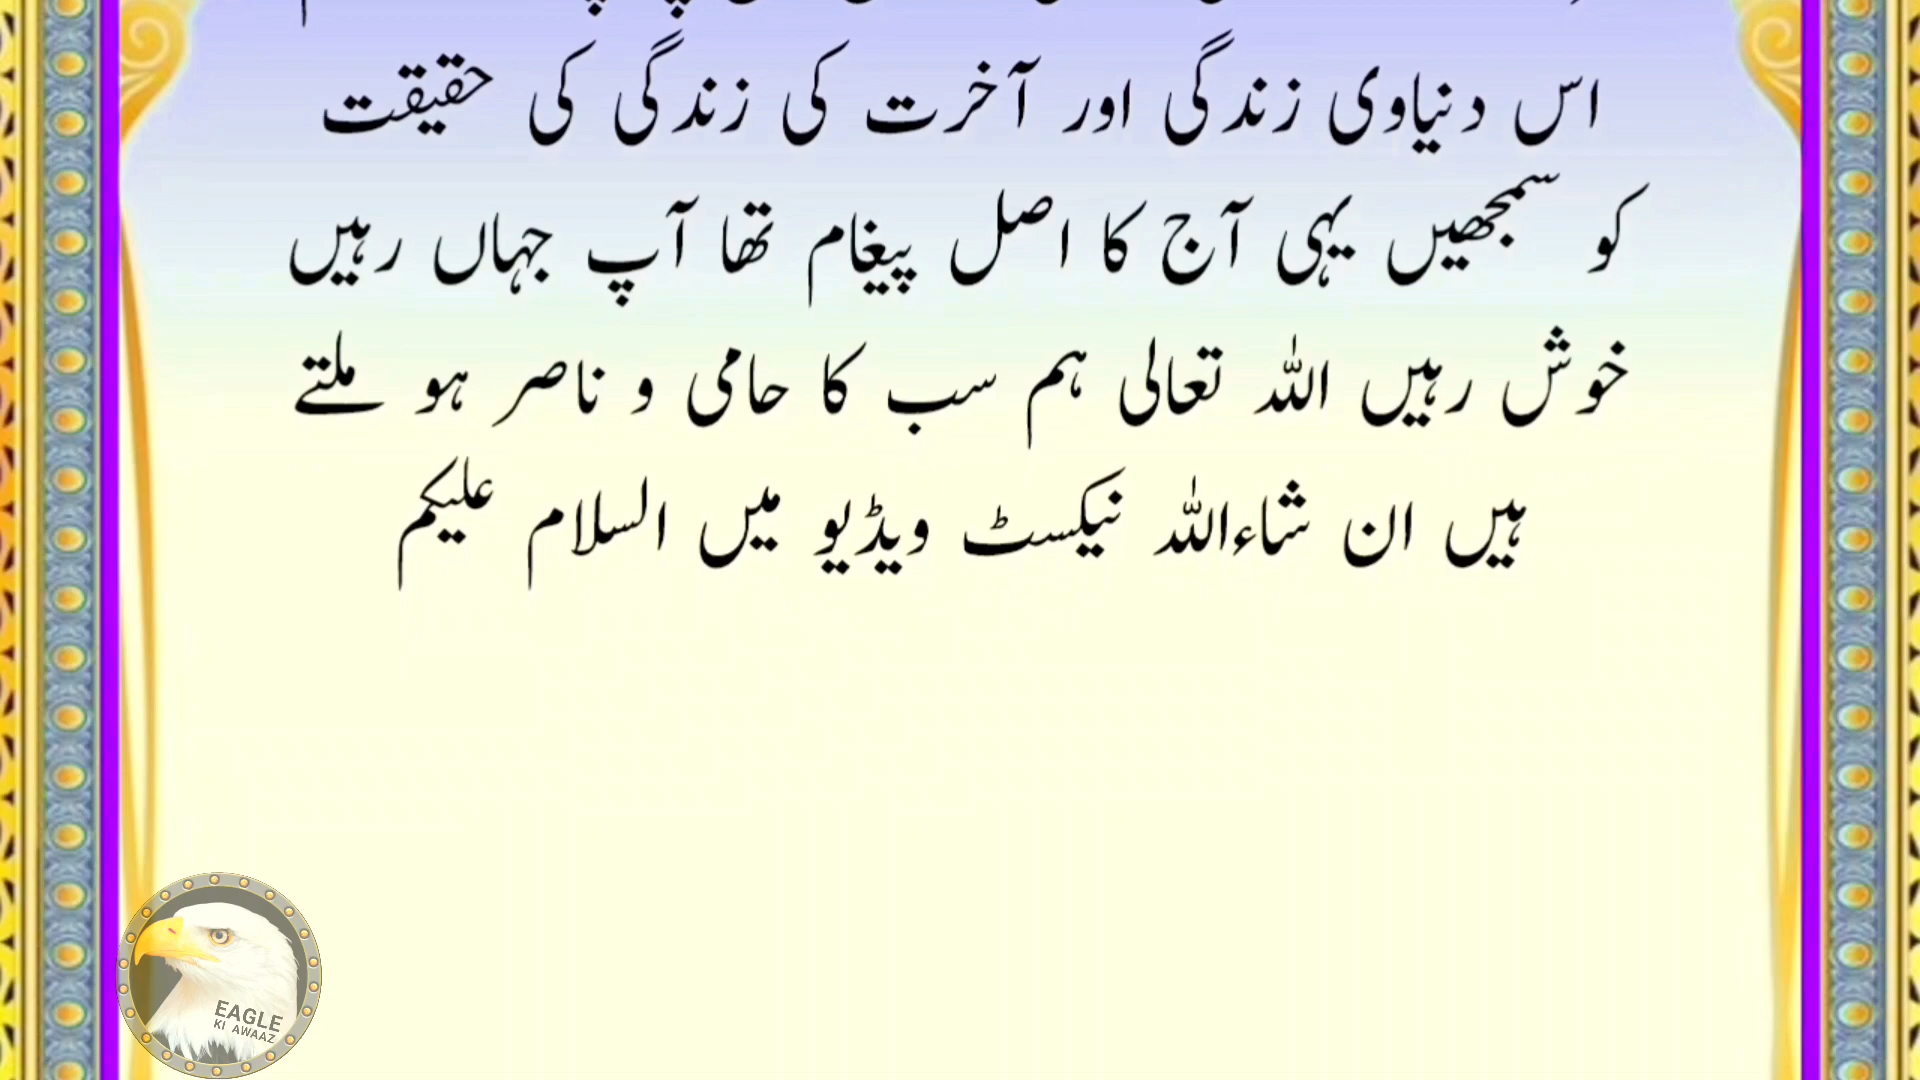 اس دنیاوی زندگی اور آخرت کی زندگی کی حقیقت
کو سمجھیں یہی آج کا اصل پیغام تھا آپ جہاں رہیں
خوش رہیں اللہ تعالی ہم سب کا حامی و ناصر ہو ملتے
ہیں ان شاءاللہ نیکسٹ ویڈیو میں السلام علیکم
EAGLE
KI AWAAZ